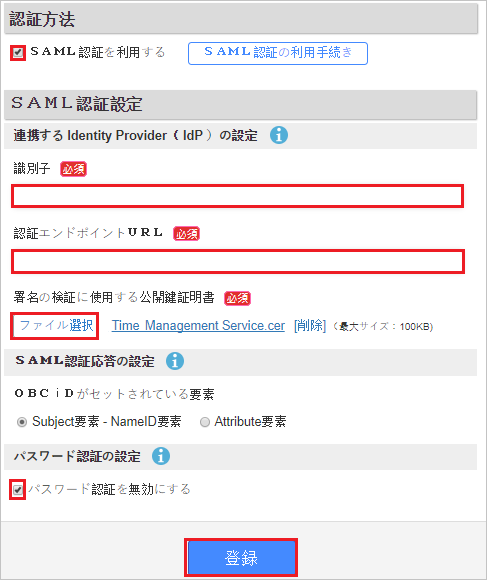 認証方法
ＳＡＭＬ認証を利用する ＳＡＭＬ認証の利用手続き
ＳＡＭＬ認証設定
連携する Identity Provider（ IdP ）の設定
識別子 必須
認証エンドポイントＵＲＬ 必須
署名の検証に使用する公開鍵証明書 必須
ファイル選択 Time Management Service.cer [削除]（最大サイズ：100KB）
ＳＡＭＬ認証応答の設定
ＯＢＣｉＤがセットされている要素
Subject要素 - NameID要素 Attribute要素
パスワード認証の設定
パスワード認証を無効にする
登録